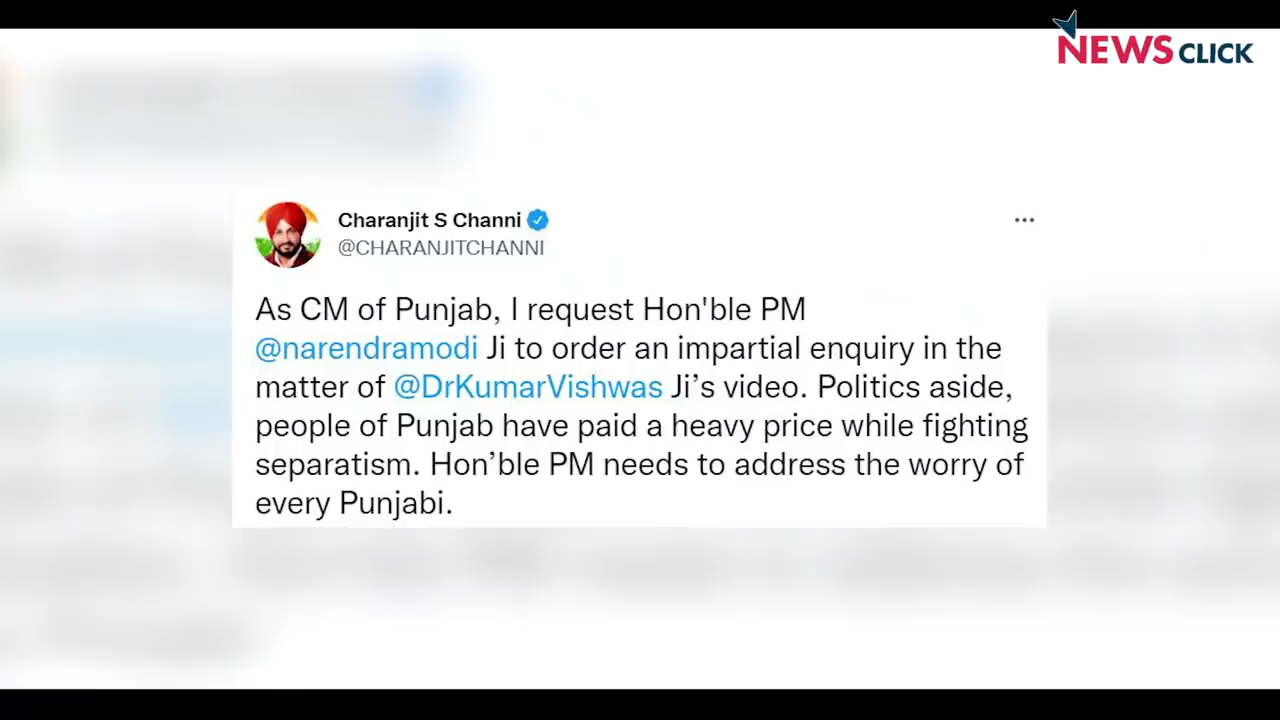 NEWS CLICK
Charanjit S Channi
@CHARANJITCHANNI
As CM of Punjab, I request Hon'ble PM
@narendramodi Ji to order an impartial enquiry in the
matter of @DrKumarVishwas Ji’s video. Politics aside,
people of Punjab have paid a heavy price while fighting
separatism. Hon’ble PM needs to address the worry of
every Punjabi.